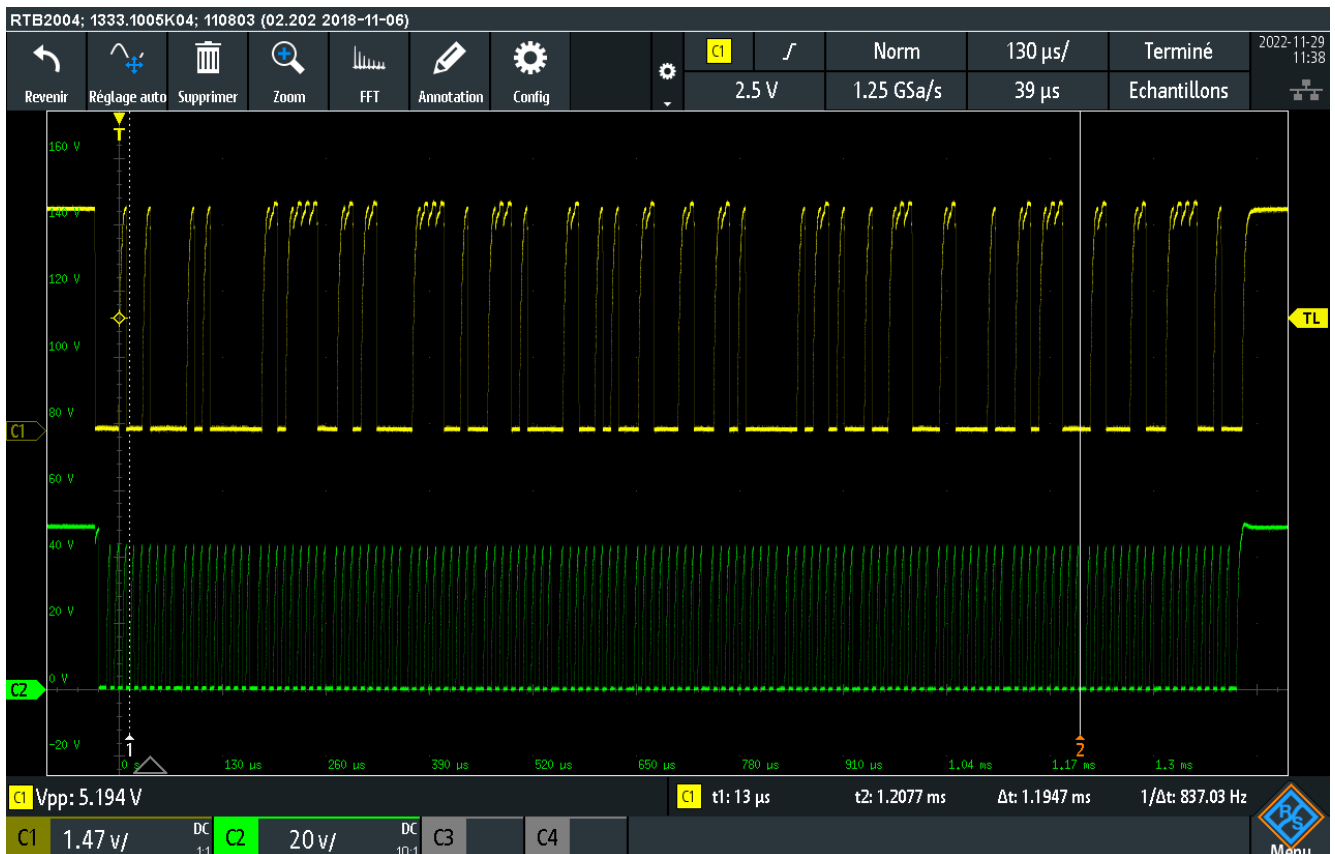 RTB2004; 1333.1005K04; 110803 (02.202 2018-11-06)
Revenir
Réglage auto
Supprimer
Zoom
FFT
Annotation
Config
C1
Norm
130 µs/
Terminé
2.5 V
1.25 GSa/s
39 µs
Echantillons
2022-11-29
11:38
T
160 V
140 V
120 V
100 V
TL
80 V
C1
60 V
40 V
20 V
0 V
C2
-20 V
1
2
0 s
130 µs
260 µs
390 µs
520 µs
650 µs
780 µs
910 µs
1.04 ms
1.17 ms
1.3 ms
C1 Vpp: 5.194 V
C1 t1: 13 µs
t2: 1.2077 ms
Δt: 1.1947 ms
1/Δt: 837.03 Hz
C1
1.47 V/
DC
1:1
C2
20 V/
DC
10:1
C3
C4
R&S
Menu